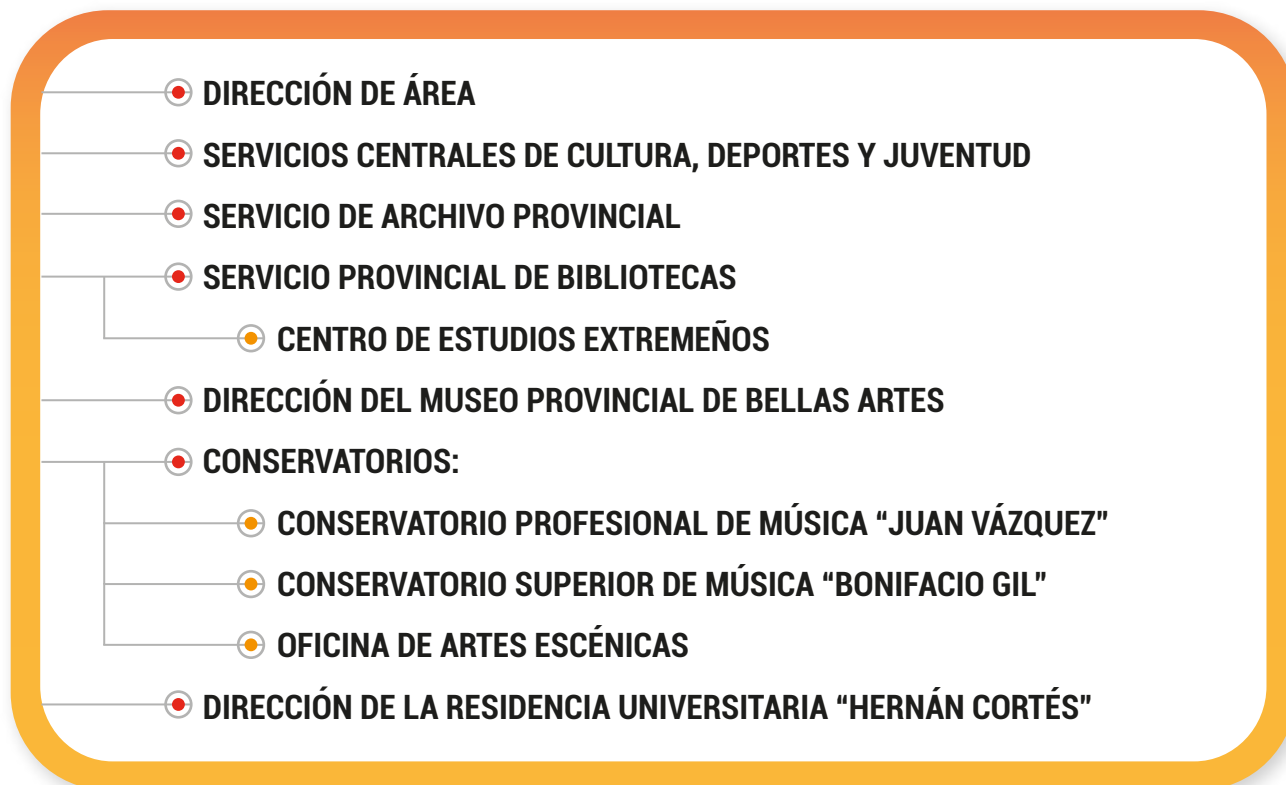 DIRECCIÓN DE ÁREA
SERVICIOS CENTRALES DE CULTURA, DEPORTES Y JUVENTUD
SERVICIO DE ARCHIVO PROVINCIAL
SERVICIO PROVINCIAL DE BIBLIOTECAS
CENTRO DE ESTUDIOS EXTREMEÑOS
DIRECCIÓN DEL MUSEO PROVINCIAL DE BELLAS ARTES
CONSERVATORIOS:
CONSERVATORIO PROFESIONAL DE MÚSICA “JUAN VÁZQUEZ”
CONSERVATORIO SUPERIOR DE MÚSICA “BONIFACIO GIL”
OFICINA DE ARTES ESCÉNICAS
DIRECCIÓN DE LA RESIDENCIA UNIVERSITARIA “HERNÁN CORTÉS”